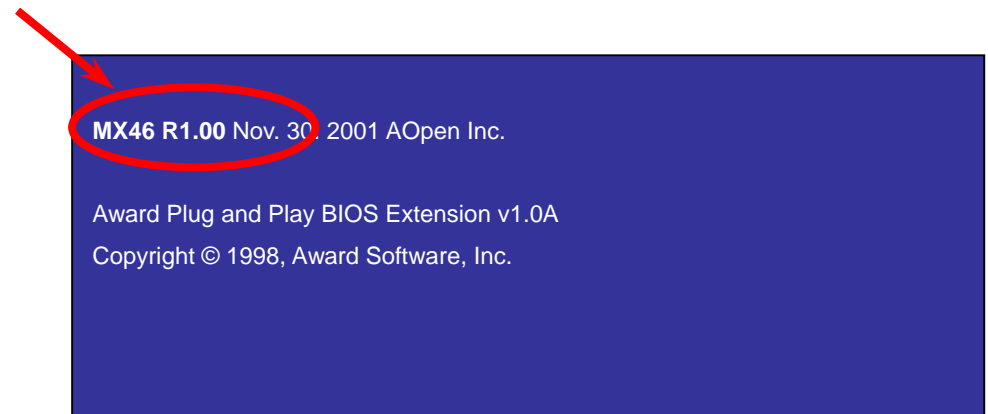 MX46 R1.00 Nov. 30. 2001 AOpen Inc.
Award Plug and Play BIOS Extension v1.0A
Copyright © 1998, Award Software, Inc.